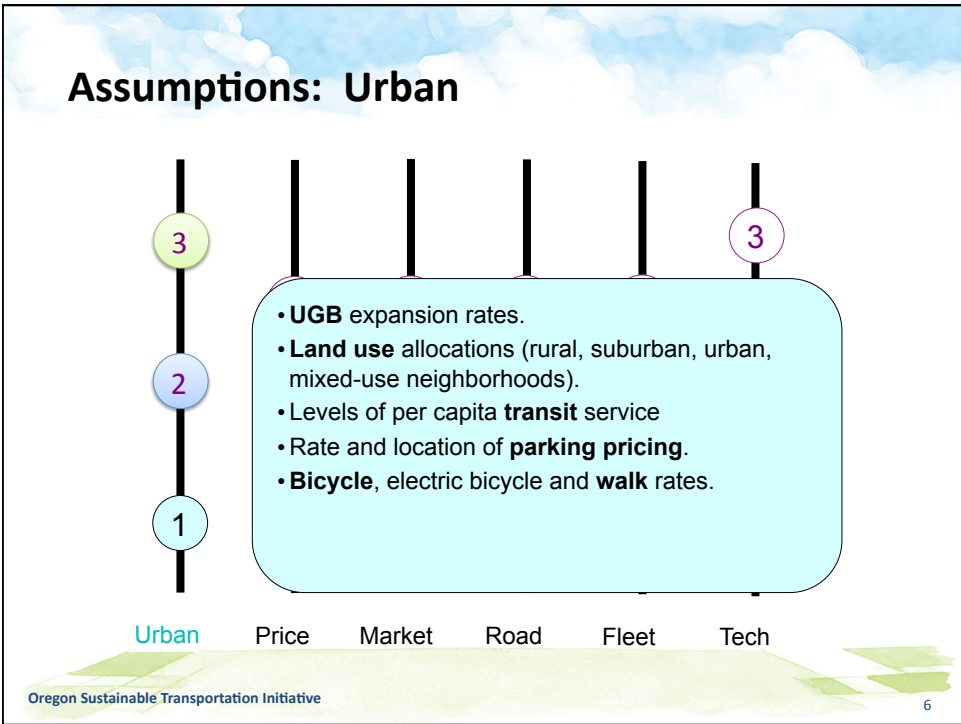 Assumptions: Urban
3
3
2
1
• UGB expansion rates.
• Land use allocations (rural, suburban, urban,
mixed-use neighborhoods).
• Levels of per capita transit service
• Rate and location of parking pricing.
• Bicycle, electric bicycle and walk rates.
Urban Price Market Road Fleet Tech
Oregon Sustainable Transportation Initiative
6